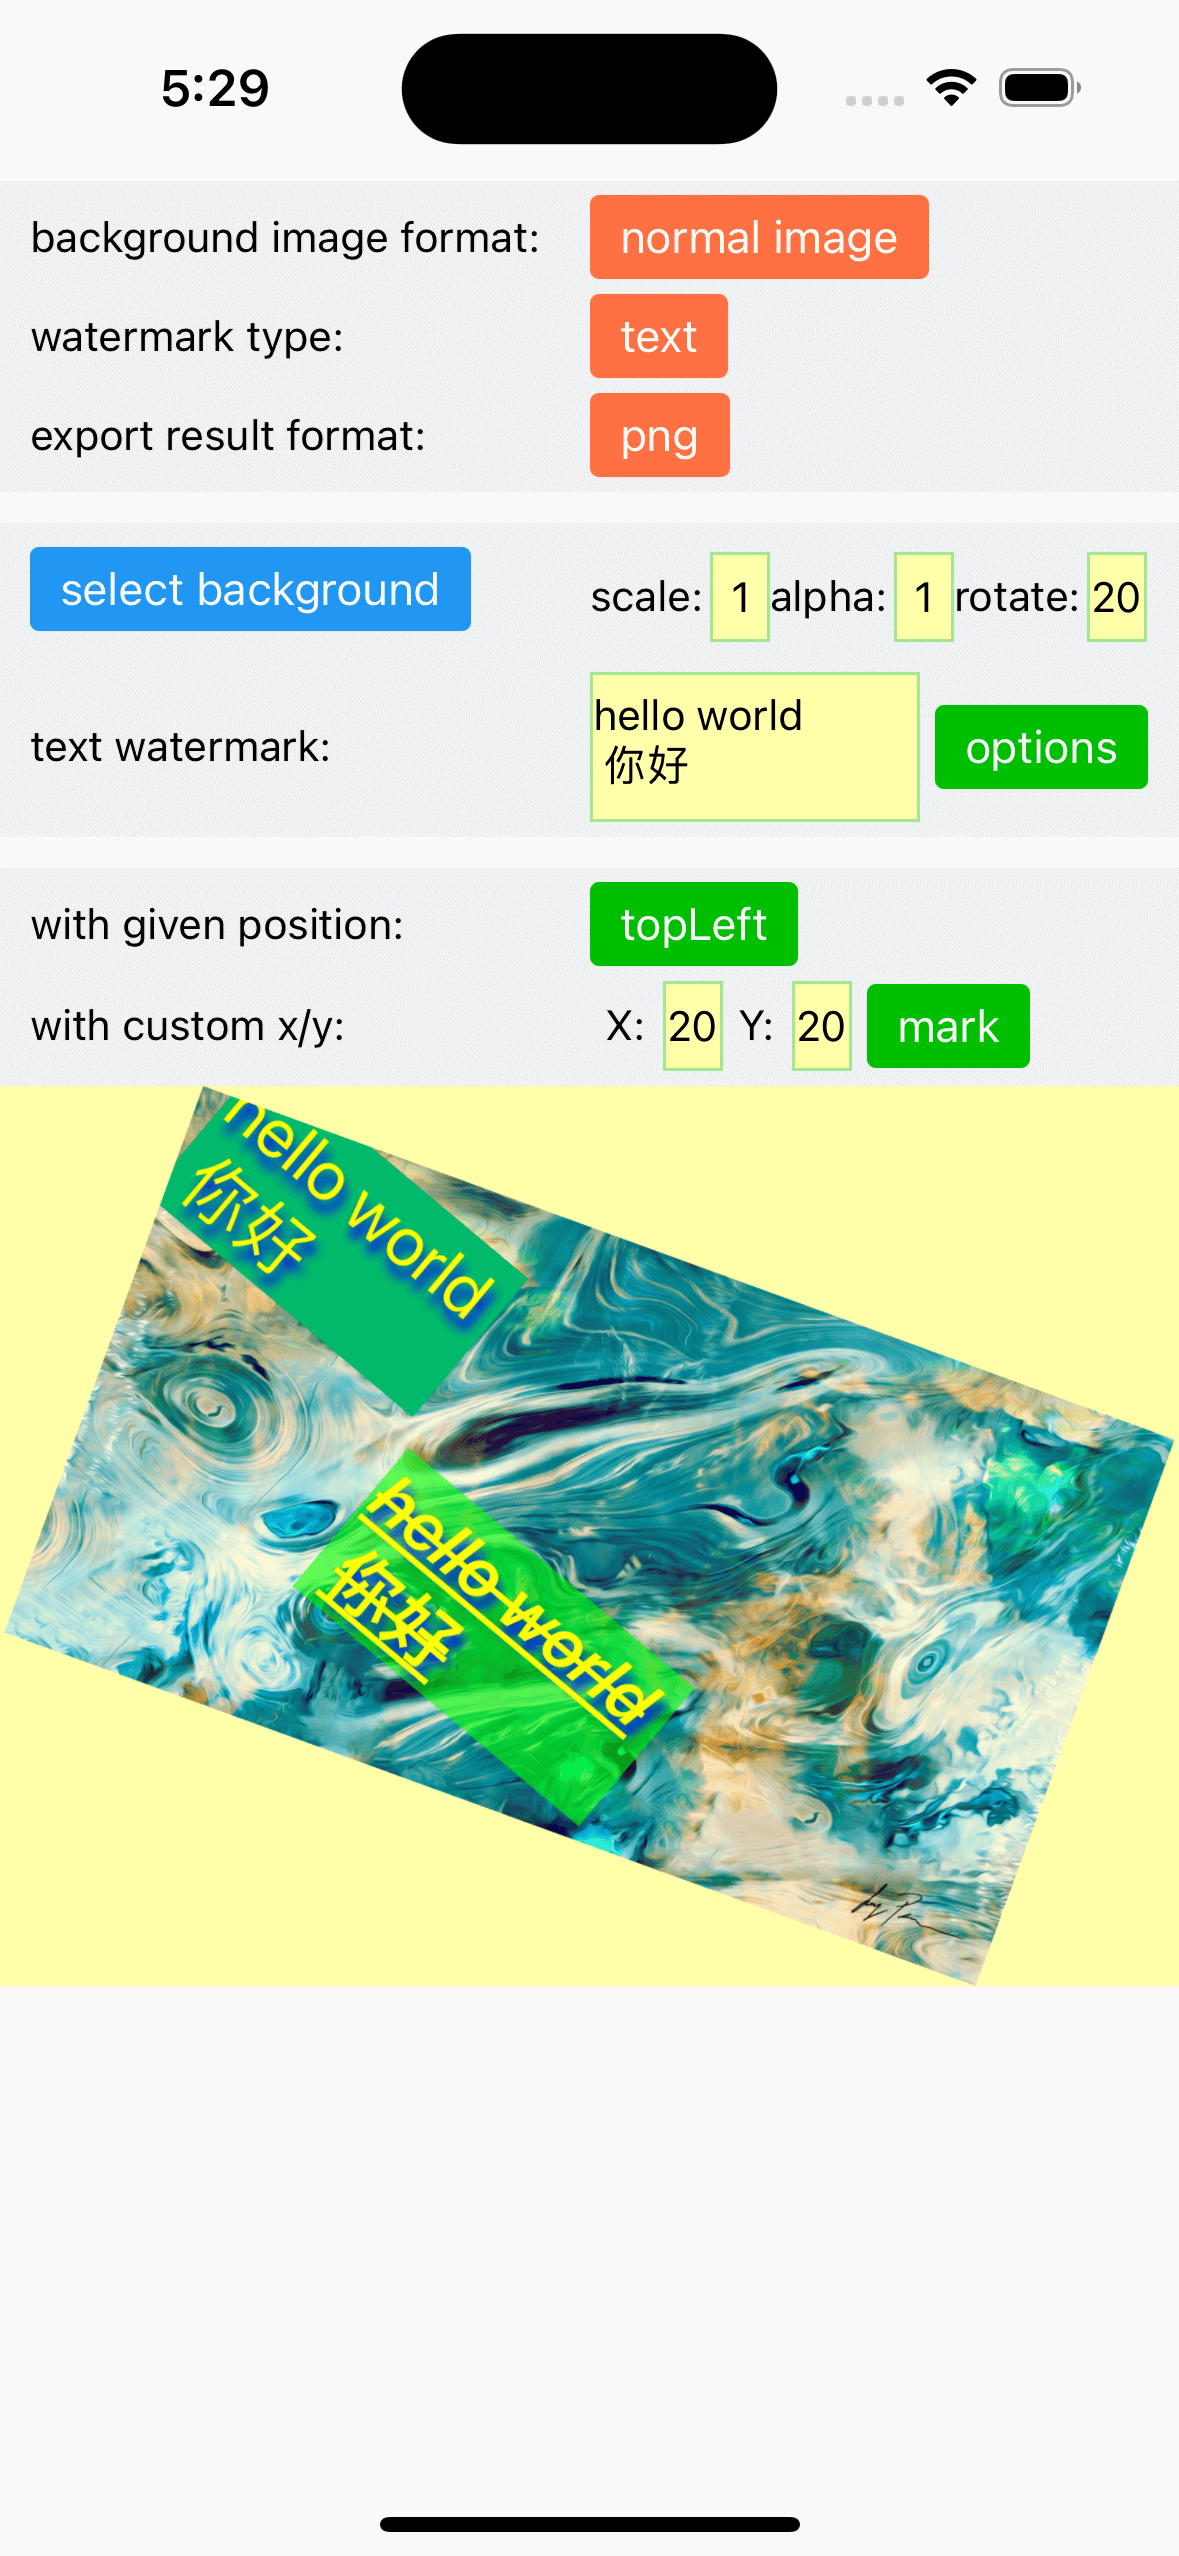 5:29
background image format: normal image
watermark type: text
export result format: png
select background scale: 1 alpha: 1 rotate: 20
text watermark: hello world
你好
options
with given position: topLeft
with custom x/y: X: 20 Y: 20 mark
hello world
你好
hello world
你好